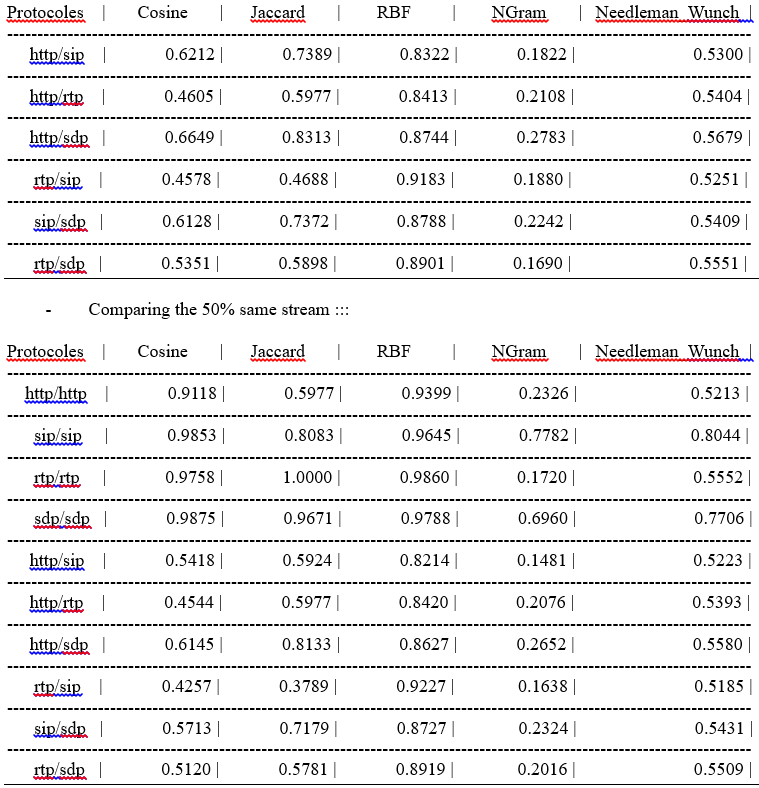 Protocoles | Cosine | Jaccard | RBF | NGram | Needleman_Wunch |
------------------------------------------------------------
http/sip | 0.6212 | 0.7389 | 0.8322 | 0.1822 | 0.5300 |
------------------------------------------------------------
http/rtp | 0.4605 | 0.5977 | 0.8413 | 0.2108 | 0.5404 |
------------------------------------------------------------
http/sdp | 0.6649 | 0.8313 | 0.8744 | 0.2783 | 0.5679 |
------------------------------------------------------------
rtp/sip | 0.4578 | 0.4688 | 0.9183 | 0.1880 | 0.5251 |
------------------------------------------------------------
sip/sdp | 0.6128 | 0.7372 | 0.8788 | 0.2242 | 0.5409 |
------------------------------------------------------------
rtp/sdp | 0.5351 | 0.5898 | 0.8901 | 0.1690 | 0.5551 |
- Comparing the 50% same stream :::
Protocoles | Cosine | Jaccard | RBF | NGram | Needleman_Wunch |
------------------------------------------------------------
http/http | 0.9118 | 0.5977 | 0.9399 | 0.2326 | 0.5213 |
------------------------------------------------------------
sip/sip | 0.9853 | 0.8083 | 0.9645 | 0.7782 | 0.8044 |
------------------------------------------------------------
rtp/rtp | 0.9758 | 1.0000 | 0.9860 | 0.1720 | 0.5552 |
------------------------------------------------------------
sdp/sdp | 0.9875 | 0.9671 | 0.9788 | 0.6960 | 0.7706 |
------------------------------------------------------------
http/sip | 0.5418 | 0.5924 | 0.8214 | 0.1481 | 0.5223 |
------------------------------------------------------------
http/rtp | 0.4544 | 0.5977 | 0.8420 | 0.2076 | 0.5393 |
------------------------------------------------------------
http/sdp | 0.6145 | 0.8133 | 0.8627 | 0.2652 | 0.5580 |
------------------------------------------------------------
rtp/sip | 0.4257 | 0.3789 | 0.9227 | 0.1638 | 0.5185 |
------------------------------------------------------------
sip/sdp | 0.5713 | 0.7179 | 0.8727 | 0.2324 | 0.5431 |
------------------------------------------------------------
rtp/sdp | 0.5120 | 0.5781 | 0.8919 | 0.2016 | 0.5509 |